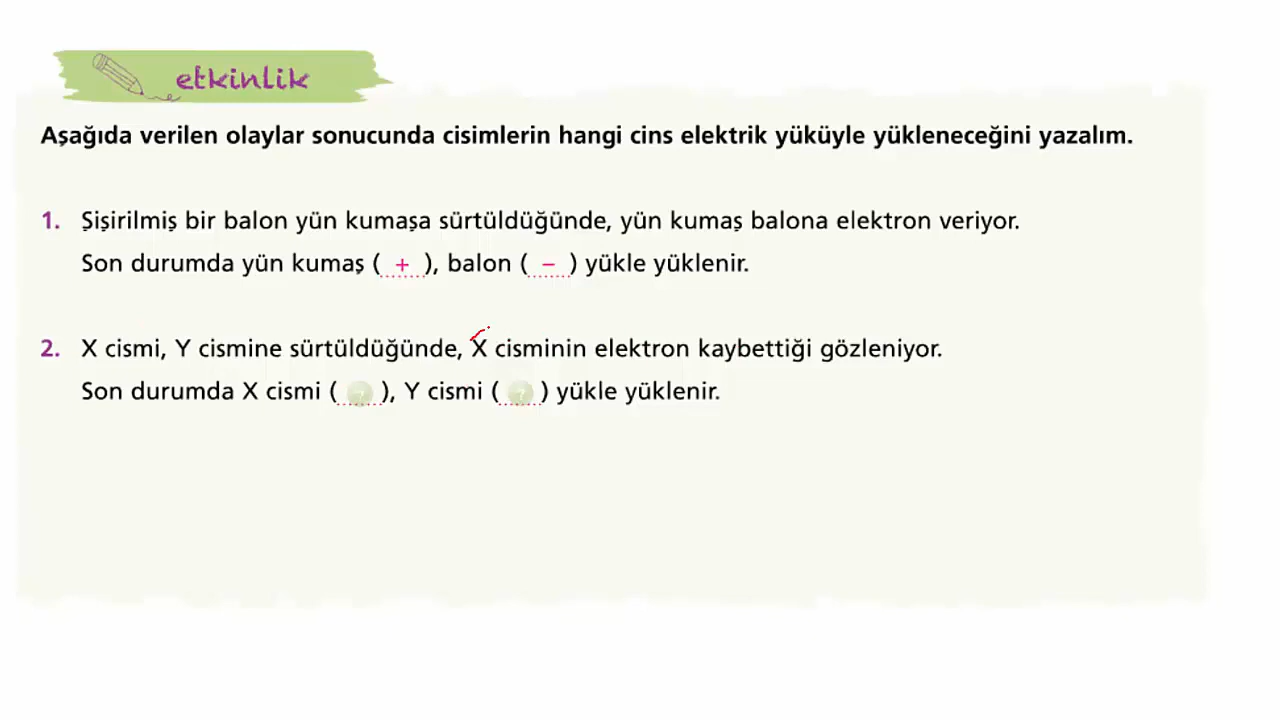 etkinlik
Aşağıda verilen olaylar sonucunda cisimlerin hangi cins elektrik yüküyle yükleneceğini yazalım.
1. Şişirilmiş bir balon yün kumaşa sürtüldüğünde, yün kumaş balona elektron veriyor.
Son durumda yün kumaş ( + ), balon ( – ) yükle yüklenir.
2. X cismi, Y cismine sürtüldüğünde, X cisminin elektron kaybettiği gözleniyor.
Son durumda X cismi ( ? ), Y cismi ( ? ) yükle yüklenir.